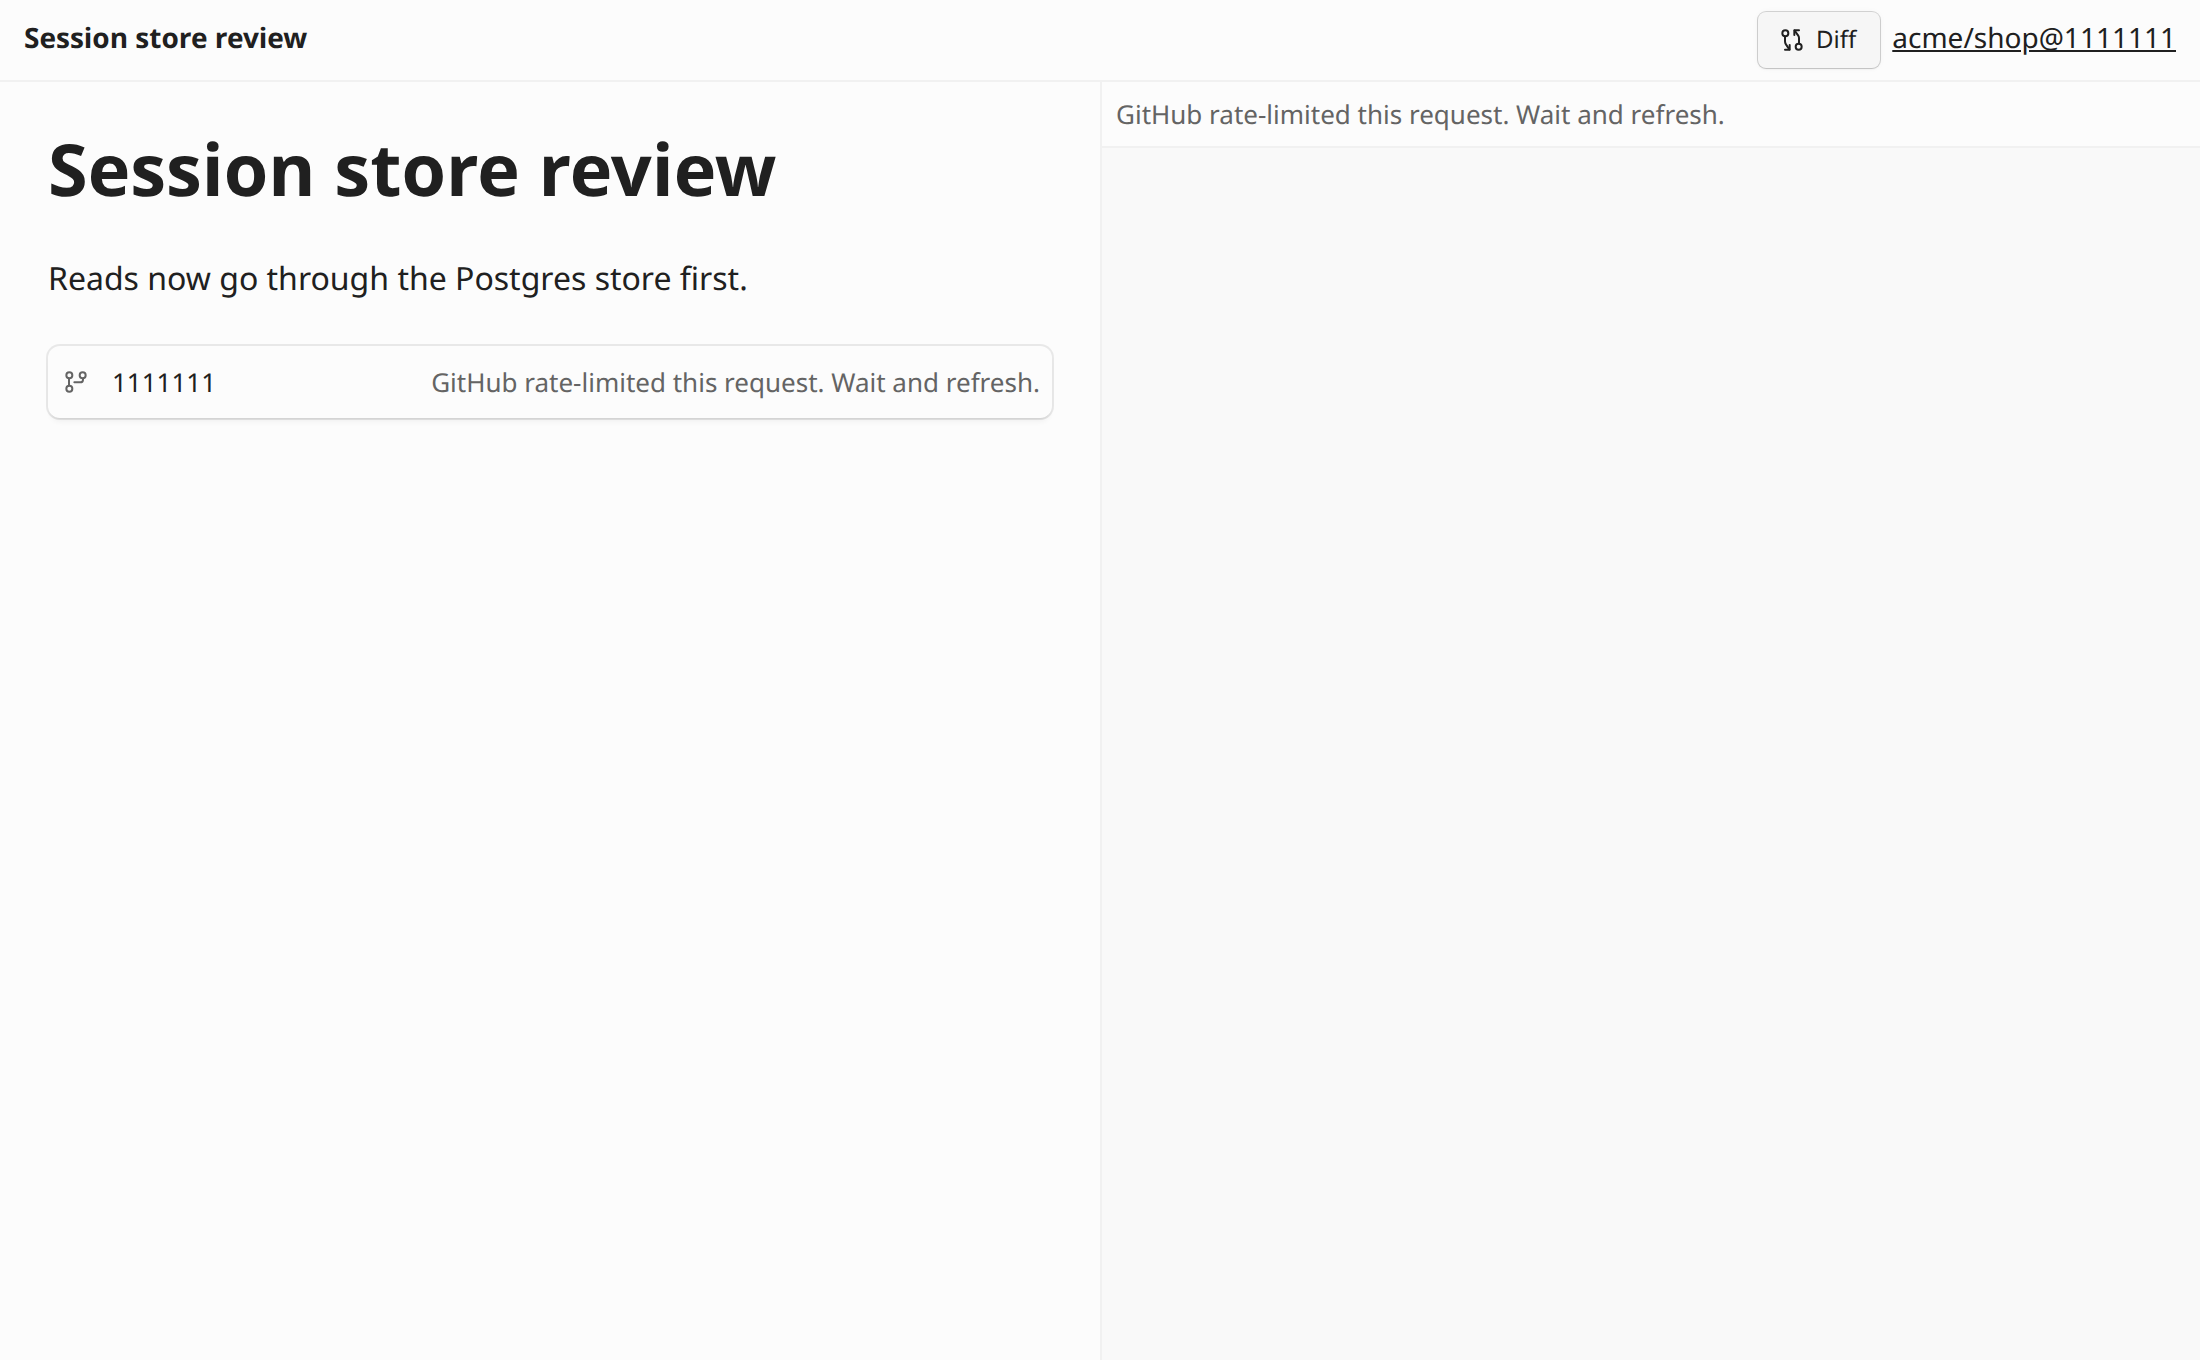 Session store review
Diff
acme/shop@1111111
Session store review
Reads now go through the Postgres store first.
1111111
GitHub rate-limited this request. Wait and refresh.
GitHub rate-limited this request. Wait and refresh.